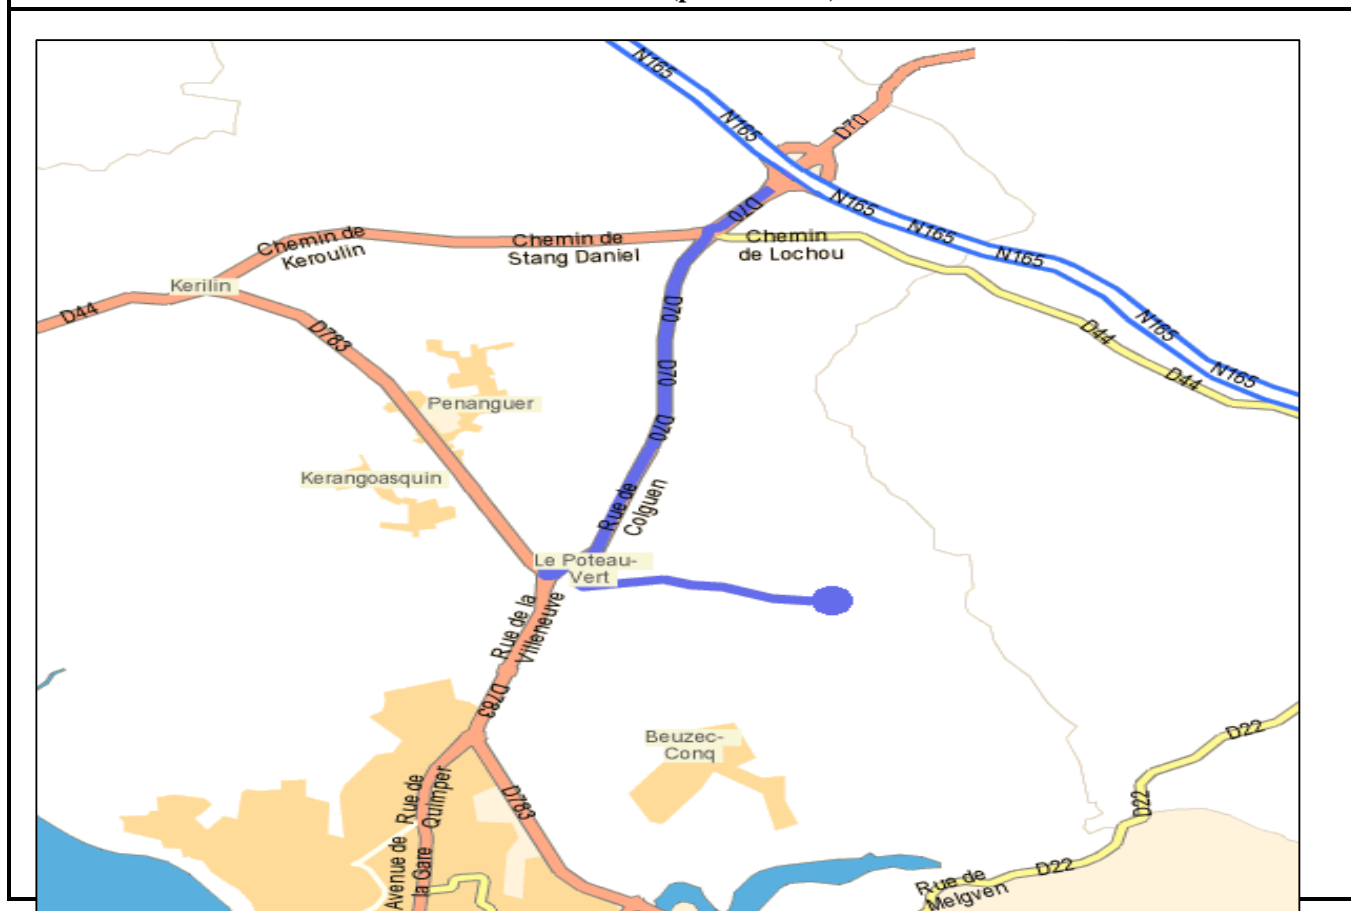 N165
D70
N165
D70
N165
N165
N165
Chemin de
Keroulin
Chemin de
Stang Daniel
Chemin
de Lochou
Kerilin
D44
D783
D70
D44
N165
N165
D44
D70
Penanguer
D70
Kerangoasquin
Rue de
Colguen
Le Poteau-
Vert
Rue de la
Villeneuve
D783
Beuzec-
Conq
D22
Rue de
Quimper
D783
D22
Avenue de
la Gare
D22
Rue de
Melgven